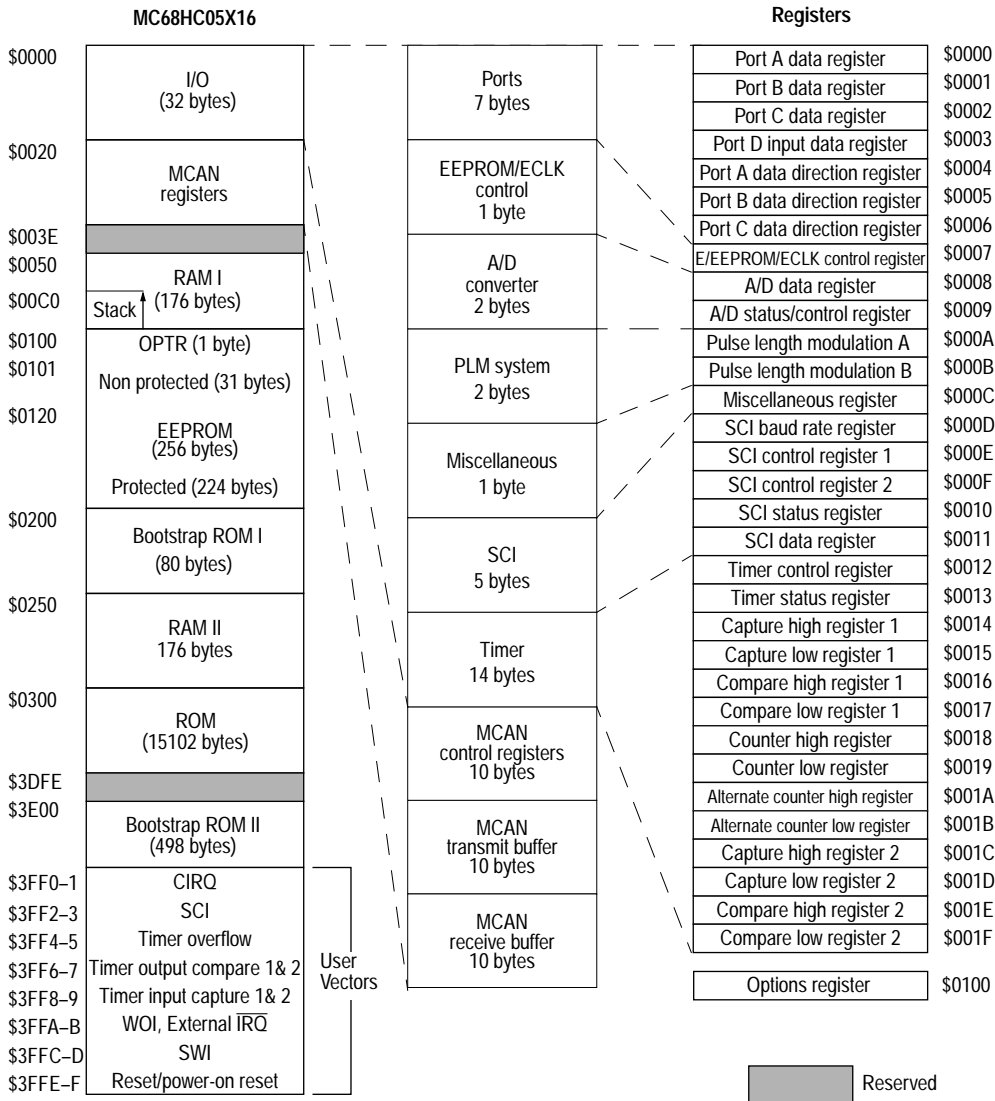 MC68HC05X16
$0000
I/O
(32 bytes)
$0020
MCAN
registers
$003E
$0050
RAM I
(176 bytes)
$00C0
Stack
$0100
OPTR (1 byte)
$0101
Non protected (31 bytes)
$0120
EEPROM
(256 bytes)
Protected (224 bytes)
$0200
Bootstrap ROM I
(80 bytes)
$0250
RAM II
176 bytes
$0300
ROM
(15102 bytes)
$3DFE
$3E00
Bootstrap ROM II
(498 bytes)
$3FF0–1 CIRQ
$3FF2–3 SCI
$3FF4–5 Timer overflow
$3FF6–7 Timer output compare 1& 2
$3FF8–9 Timer input capture 1& 2
$3FFA–B WOI, External IRQ
$3FFC–D SWI
$3FFE–F Reset/power-on reset
User
Vectors
Ports
7 bytes
EEPROM/ECLK
control
1 byte
A/D
converter
2 bytes
PLM system
2 bytes
Miscellaneous
1 byte
SCI
5 bytes
Timer
14 bytes
MCAN
control registers
10 bytes
MCAN
transmit buffer
10 bytes
MCAN
receive buffer
10 bytes
Registers
Port A data register $0000
Port B data register $0001
Port C data register $0002
Port D input data register $0003
Port A data direction register $0004
Port B data direction register $0005
Port C data direction register $0006
E/EEPROM/ECLK control register $0007
A/D data register $0008
A/D status/control register $0009
Pulse length modulation A $000A
Pulse length modulation B $000B
Miscellaneous register $000C
SCI baud rate register $000D
SCI control register 1 $000E
SCI control register 2 $000F
SCI status register $0010
SCI data register $0011
Timer control register $0012
Timer status register $0013
Capture high register 1 $0014
Capture low register 1 $0015
Compare high register 1 $0016
Compare low register 1 $0017
Counter high register $0018
Counter low register $0019
Alternate counter high register $001A
Alternate counter low register $001B
Capture high register 2 $001C
Capture low register 2 $001D
Compare high register 2 $001E
Compare low register 2 $001F
Options register $0100
Reserved